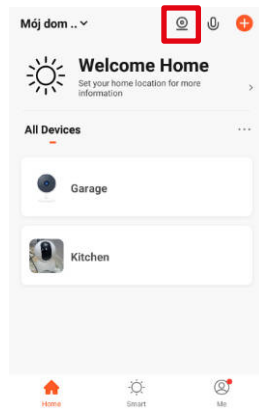 Mój dom ..
Welcome Home
Set your home location for more
information
All Devices
Garage
Kitchen
Home
Smart
Me